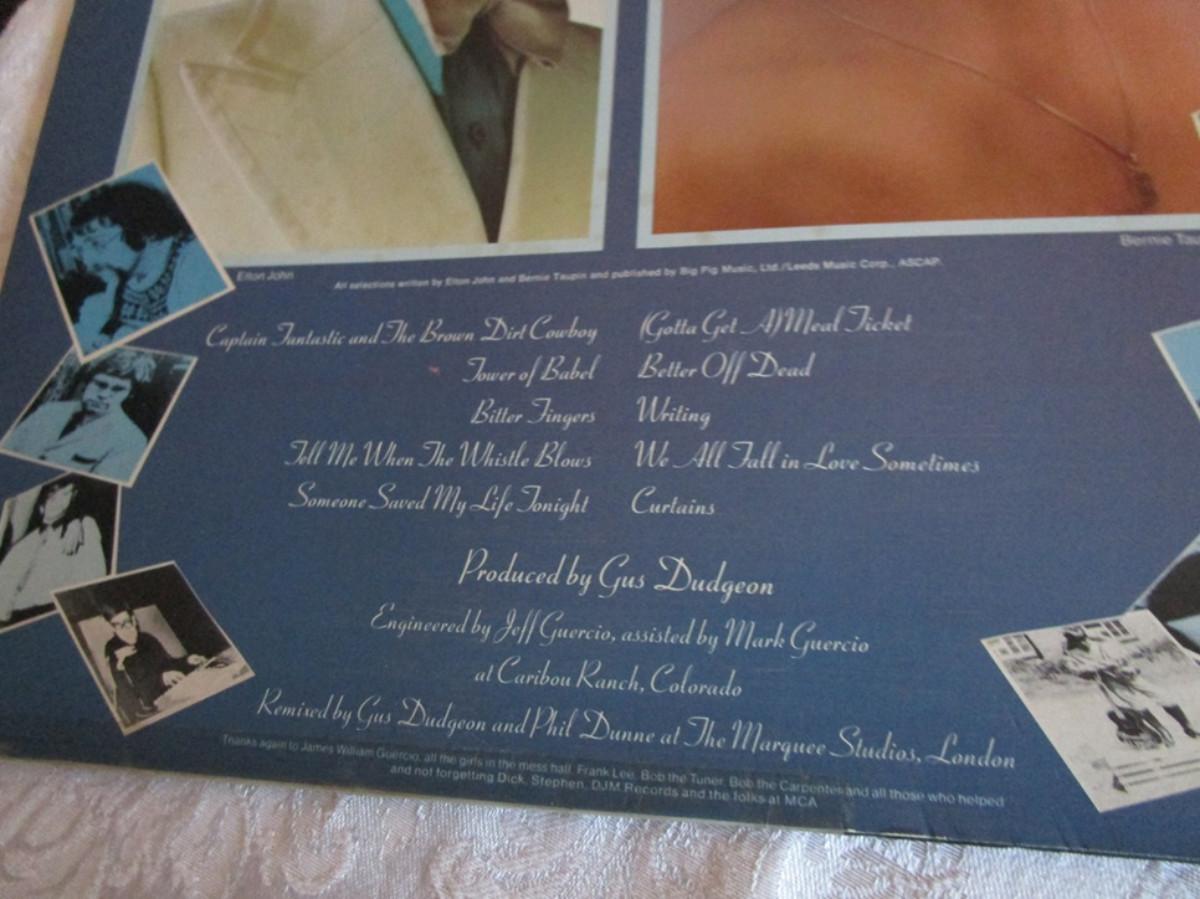 Elton John
Bernie
All selections written by Elton John and Bernie Taupin and published by Big Pig Music, Ltd./Leeds Music Corp., ASCAP.
Captain Fantastic and The Brown Dirt Cowboy
Tower of Babel
Bitter Fingers
Tell Me When The Whistle Blows
Someone Saved My Life Tonight
(Gotta Get A) Meal Ticket
Better Off Dead
Writing
We All Fall in Love Sometimes
Curtains
Produced by Gus Dudgeon
Engineered by Jeff Guercio, assisted by Mark Guercio
at Caribou Ranch, Colorado
Remixed by Gus Dudgeon and Phil Dunne at The Marquee Studios, London
Thanks again to James William Guercio, all the girls in the mess hall, Frank Lee, Bob the Tuner, Bob the Carpenter and all those who helped
and not forgetting Dick, Stephen, DJM Records and the folks at MCA